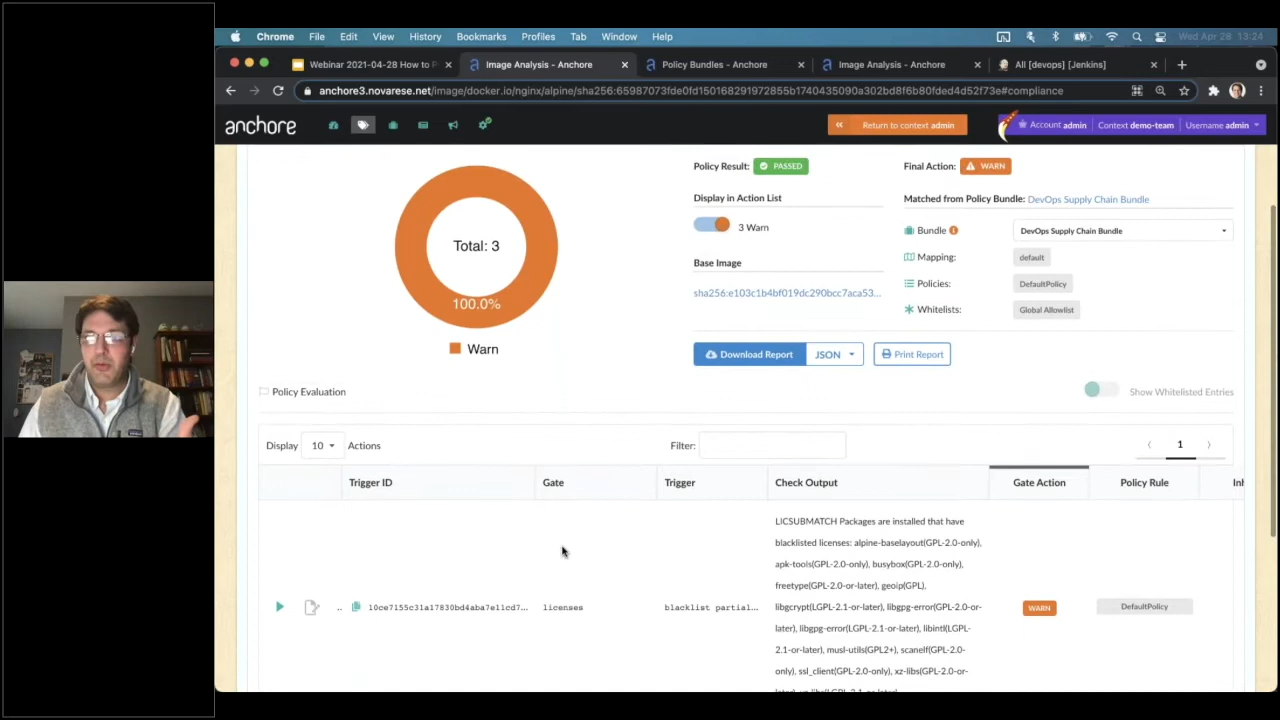 Chrome File Edit View History Bookmarks Profiles Tab Window Help Wed Apr 28 13:24
Webinar 2021-04-28 How to P Image Analysis - Anchore Policy Bundles - Anchore Image Analysis - Anchore All [devops] [Jenkins]
anchore3.novarese.net/image/docker.io/nginx/alpine/sha256:65987073fde0fd150168291972855b1740435090a302bd8f6b80fded4d52f73e#compliance
anchore Return to context admin Account admin Context demo-team Username admin
Policy Result: PASSED Final Action: WARN
Display in Action List Matched from Policy Bundle: DevOps Supply Chain Bundle
3 Warn Bundle DevOps Supply Chain Bundle
Total: 3
Base Image Mapping: default
Policies: DefaultPolicy
sha256:e103c1b4bf019dc290bcc7aca53...
100.0% Whitelists: Global Allowlist
Warn Download Report JSON Print Report
Policy Evaluation Show Whitelisted Entries
Display 10 Actions Filter: 1
Trigger ID Gate Trigger Check Output Gate Action Policy Rule Inh
LICSUBMATCH Packages are installed that have
blacklisted licenses: alpine-baselayout(GPL-2.0-only),
apk-tools(GPL-2.0-only), busybox(GPL-2.0-only),
freetype(GPL-2.0-or-later), geoip(GPL),
.. 10ce7155c31a17830bd4aba7e11cd7... licenses blacklist partial... libgcrypt(LGPL-2.1-or-later), libgpg-error(GPL-2.0-or- WARN DefaultPolicy
later), libgpg-error(LGPL-2.1-or-later), libintl(LGPL-
2.1-or-later), musl-utils(GPL2+), scanelf(GPL-2.0-
only), ssl_client(GPL-2.0-only), xz-libs(GPL-2.0-or-